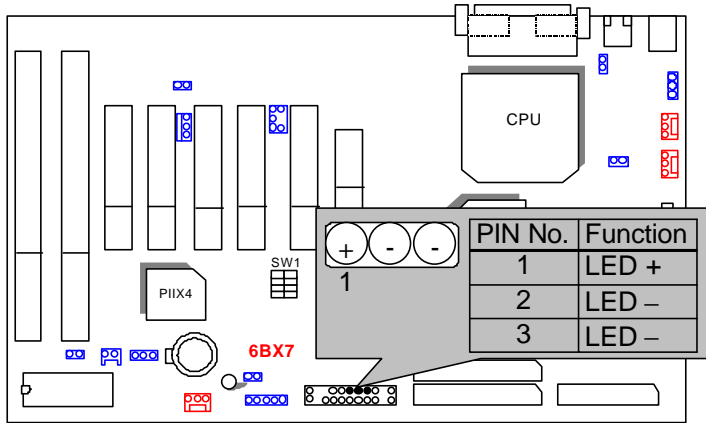 CPU
+ - -
1
PIN No. Function
1 LED +
2 LED –
3 LED –
SW1
PIIX4
6BX7